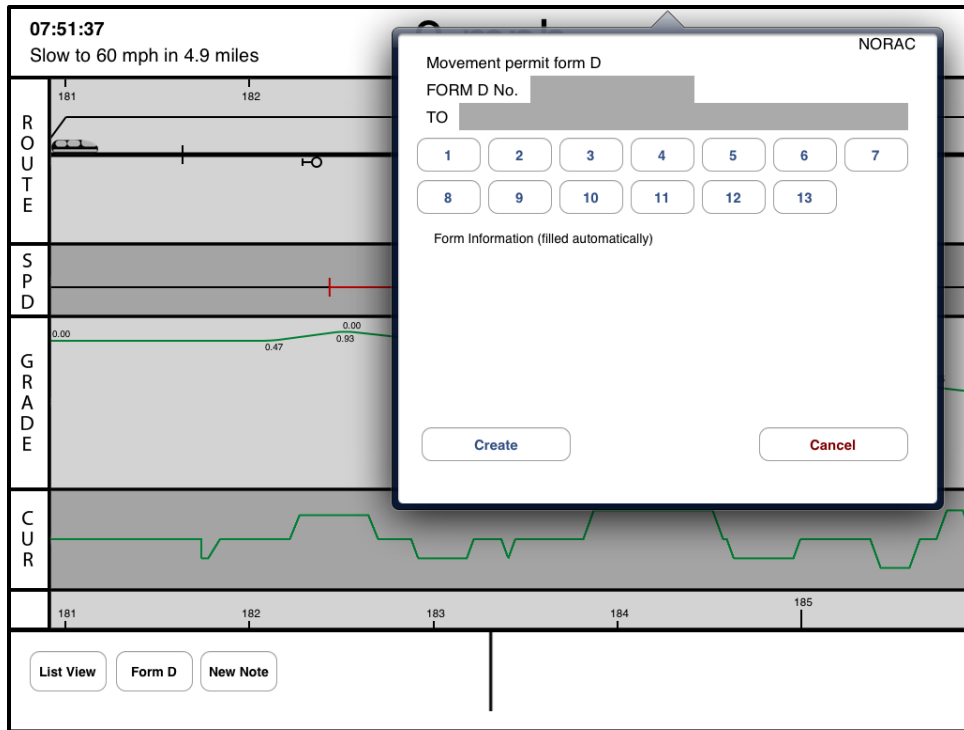 07:51:37
Slow to 60 mph in 4.9 miles
NORAC
Movement permit form D
FORM D No.
TO
1 2 3 4 5 6 7
8 9 10 11 12 13
Form Information (filled automatically)
Create Cancel
181 182
ROUTE
SPD
GRADE
0.00 0.47 0.00 0.93
CUR
181 182 183 184 185
List View Form D New Note